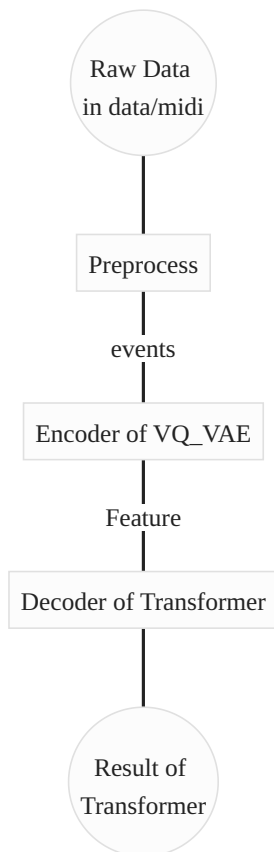 Raw Data
in data/midi
Preprocess
events
Encoder of VQ_VAE
Feature
Decoder of Transformer
Result of
Transformer